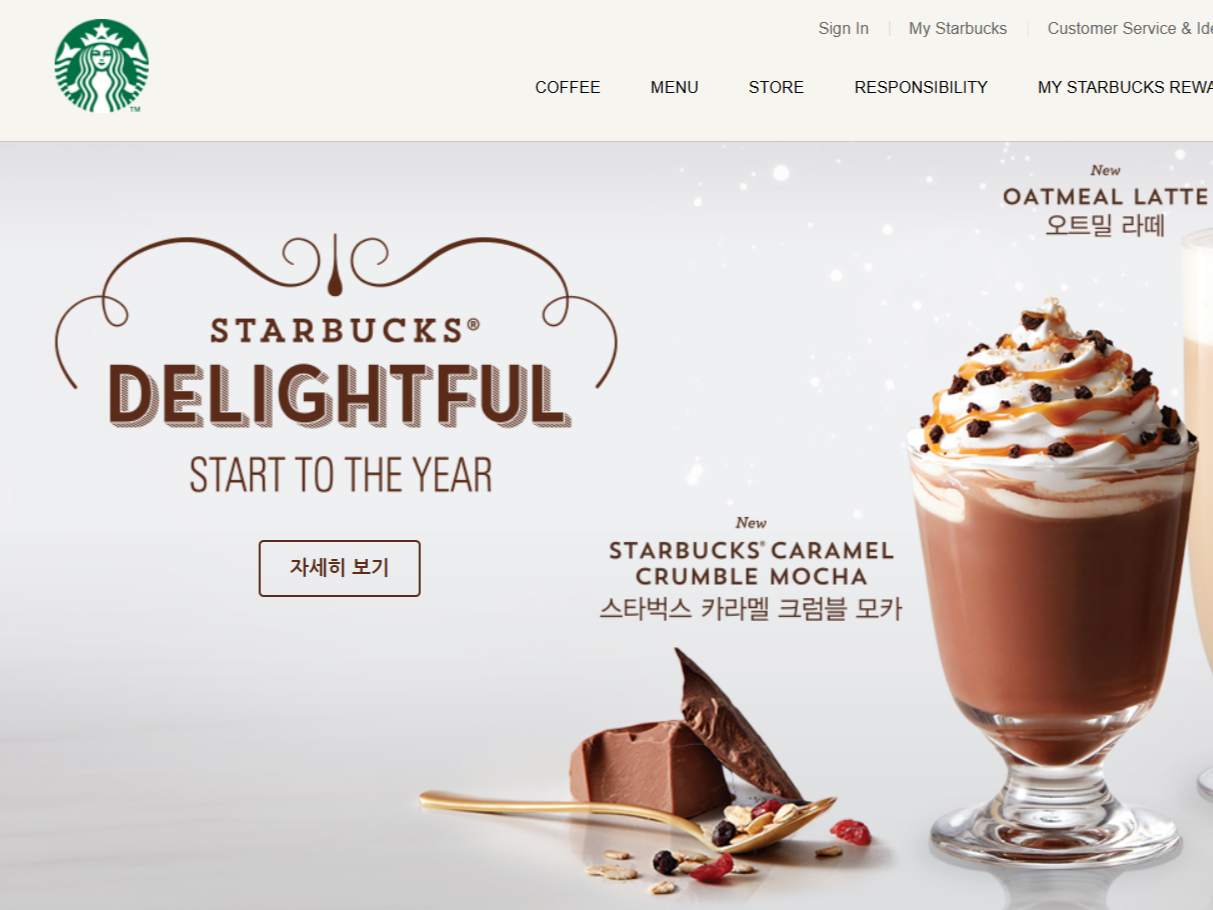 Sign In
My Starbucks
Customer Service & Ide
COFFEE
MENU
STORE
RESPONSIBILITY
MY STARBUCKS REWA
New
OATMEAL LATTE
오트밀 라떼
STARBUCKS®
DELIGHTFUL
START TO THE YEAR
자세히 보기
New
STARBUCKS® CARAMEL
CRUMBLE MOCHA
스타벅스 카라멜 크럼블 모카
TM